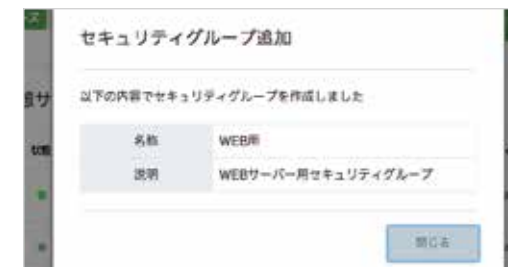 セキュリティグループ追加
以下の内容でセキュリティグループを作成しました
名称 WEB用
説明 WEBサーバー用セキュリティグループ
閉じる